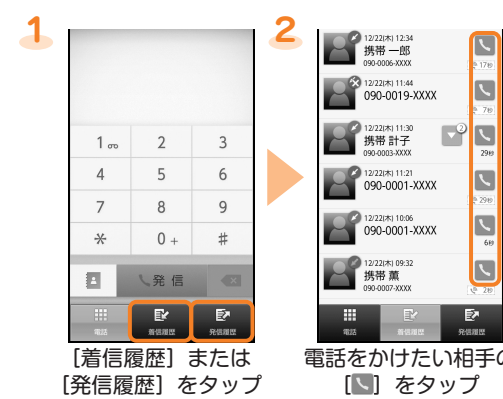 1
1
2
3
4
5
6
7
8
9
*
0 +
#
発信
電話
着信履歴
発信履歴
[着信履歴] または
[発信履歴] をタップ
2
12/22(木) 12:34
携帯 一郎
090-0006-XXXX
17秒
12/22(木) 11:44
090-0019-XXXX
7秒
12/22(木) 11:30
携帯 計子
090-0003-XXXX
2
29秒
12/22(木) 11:21
090-0001-XXXX
29秒
12/22(木) 10:06
090-0001-XXXX
6秒
12/22(木) 09:32
携帯 薫
090-0007-XXXX
2秒
電話
着信履歴
発信履歴
電話をかけたい相手の
[] をタップ